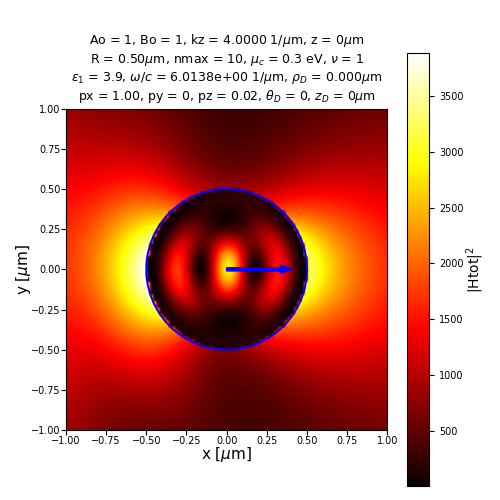 Ao = 1, Bo = 1, kz = 4.0000 1/μm, z = 0μm
R = 0.50μm, nmax = 10, μ_c = 0.3 eV, ν = 1
ε₁ = 3.9, ω/c = 6.0138e+00 1/μm, ρ_D = 0.000μm
px = 1.00, py = 0, pz = 0.02, θ_D = 0, z_D = 0μm
1.00
0.75
0.50
0.25
0.00
−0.25
−0.50
−0.75
−1.00
y [μm]
−1.00 −0.75 −0.50 −0.25 0.00 0.25 0.50 0.75 1.00
x [μm]
3500
3000
2500
2000
1500
1000
500
|Htot|²